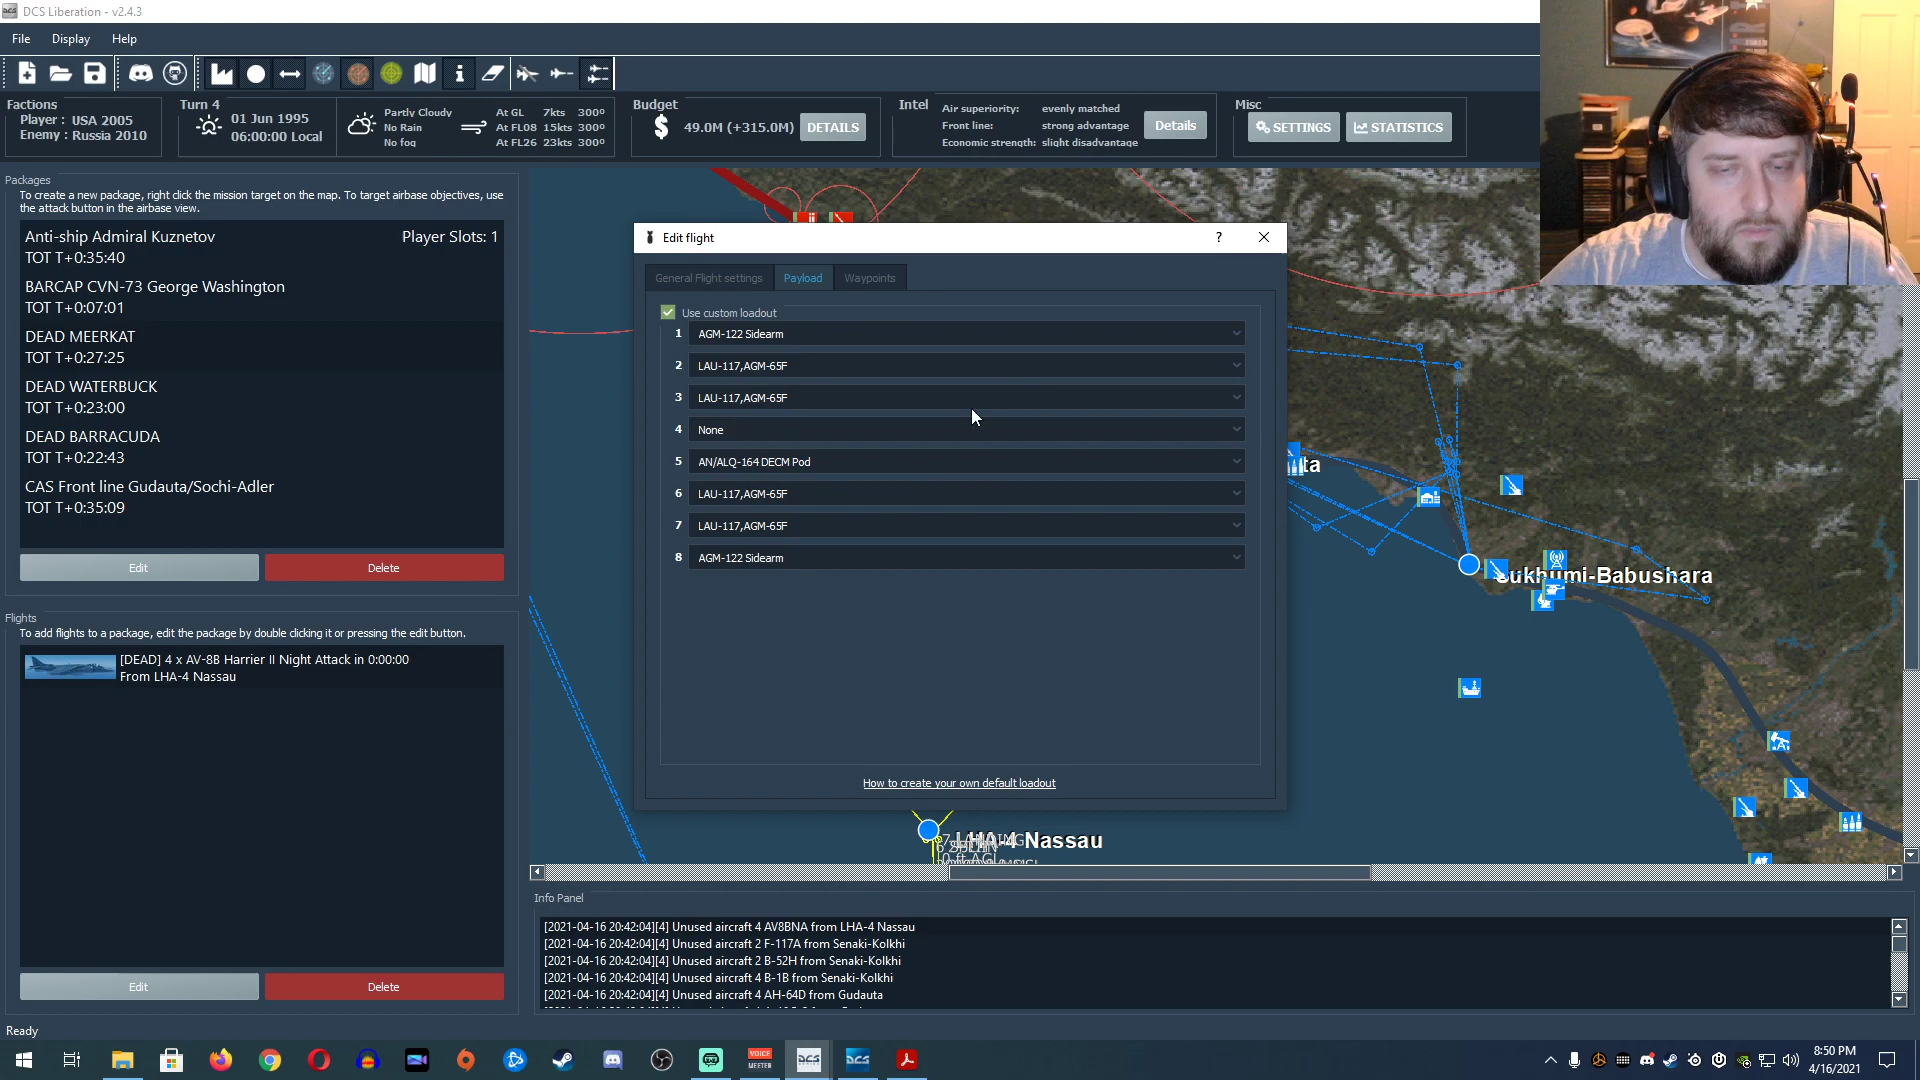 DCS Liberation - v2.4.3
File
Display
Help
Factions
Player : USA 2005
Enemy : Russia 2010
Turn 4
01 Jun 1995
06:00:00 Local
Partly Cloudy
No Rain
No fog
At GL 7kts 300º
At FL08 15kts 300º
At FL26 23kts 300º
Budget
$
49.0M (+315.0M)
DETAILS
Intel
Air superiority: evenly matched
Front line: strong advantage
Economic strength: slight disadvantage
Details
Misc
SETTINGS
STATISTICS
Packages
To create a new package, right click the mission target on the map. To target airbase objectives, use
the attack button in the airbase view.
Anti-ship Admiral Kuznetov
Player Slots: 1
TOT T+0:35:40
BARCAP CVN-73 George Washington
TOT T+0:07:01
DEAD MEERKAT
TOT T+0:27:25
DEAD WATERBUCK
TOT T+0:23:00
DEAD BARRACUDA
TOT T+0:22:43
CAS Front line Gudauta/Sochi-Adler
TOT T+0:35:09
Edit
Delete
Flights
To add flights to a package, edit the package by double clicking it or pressing the edit button.
[DEAD] 4 x AV-8B Harrier II Night Attack in 0:00:00
From LHA-4 Nassau
Edit
Delete
Ready
Edit flight
?
General Flight settings
Payload
Waypoints
Use custom loadout
1 AGM-122 Sidearm
2 LAU-117,AGM-65F
3 LAU-117,AGM-65F
4 None
5 AN/ALQ-164 DECM Pod
6 LAU-117,AGM-65F
7 LAU-117,AGM-65F
8 AGM-122 Sidearm
How to create your own default loadout
ta
Sukhumi-Babushara
LHA-4 Nassau
Info Panel
[2021-04-16 20:42:04][4] Unused aircraft 4 AV8BNA from LHA-4 Nassau
[2021-04-16 20:42:04][4] Unused aircraft 2 F-117A from Senaki-Kolkhi
[2021-04-16 20:42:04][4] Unused aircraft 2 B-52H from Senaki-Kolkhi
[2021-04-16 20:42:04][4] Unused aircraft 4 B-1B from Senaki-Kolkhi
[2021-04-16 20:42:04][4] Unused aircraft 4 AH-64D from Gudauta
VOICE
MEETER
DCS
DCS
8:50 PM
4/16/2021